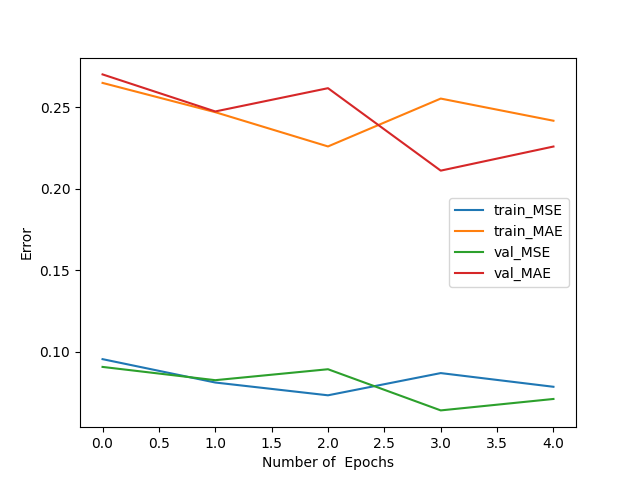 0.25
0.20
0.15
0.10
Error
train_MSE
train_MAE
val_MSE
val_MAE
0.0 0.5 1.0 1.5 2.0 2.5 3.0 3.5 4.0
Number of  Epochs